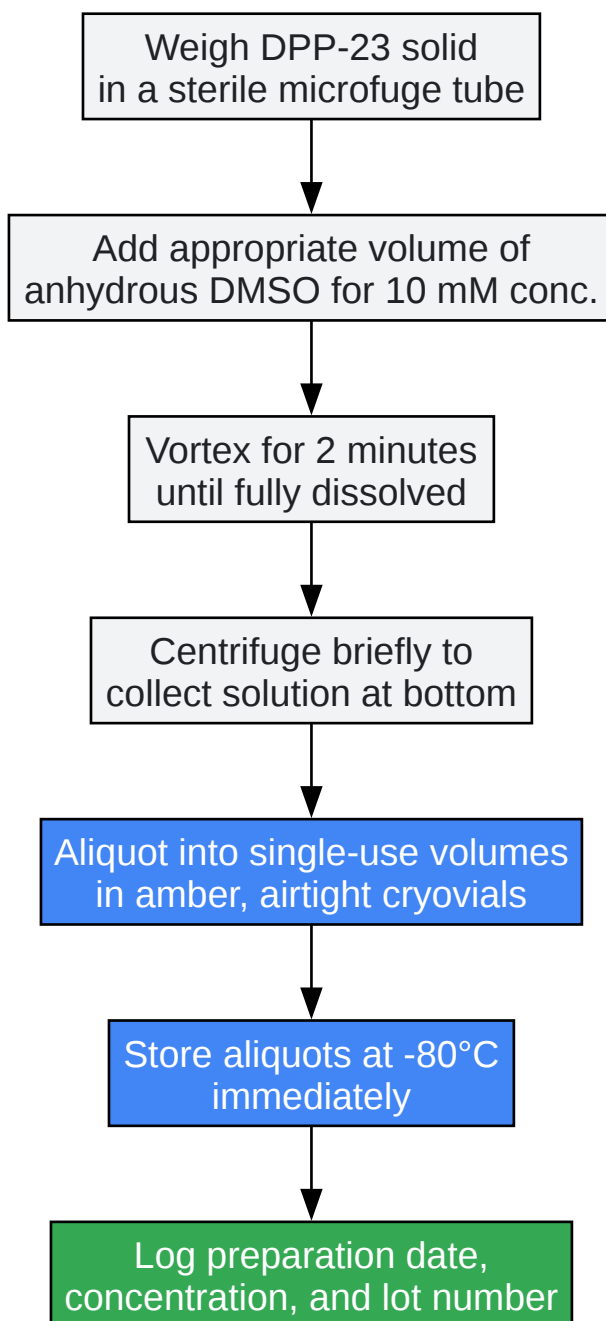 Weigh DPP-23 solid
in a sterile microfuge tube
Add appropriate volume of
anhydrous DMSO for 10 mM conc.
Vortex for 2 minutes
until fully dissolved
Centrifuge briefly to
collect solution at bottom
Aliquot into single-use volumes
in amber, airtight cryovials
Store aliquots at -80°C
immediately
Log preparation date,
concentration, and lot number